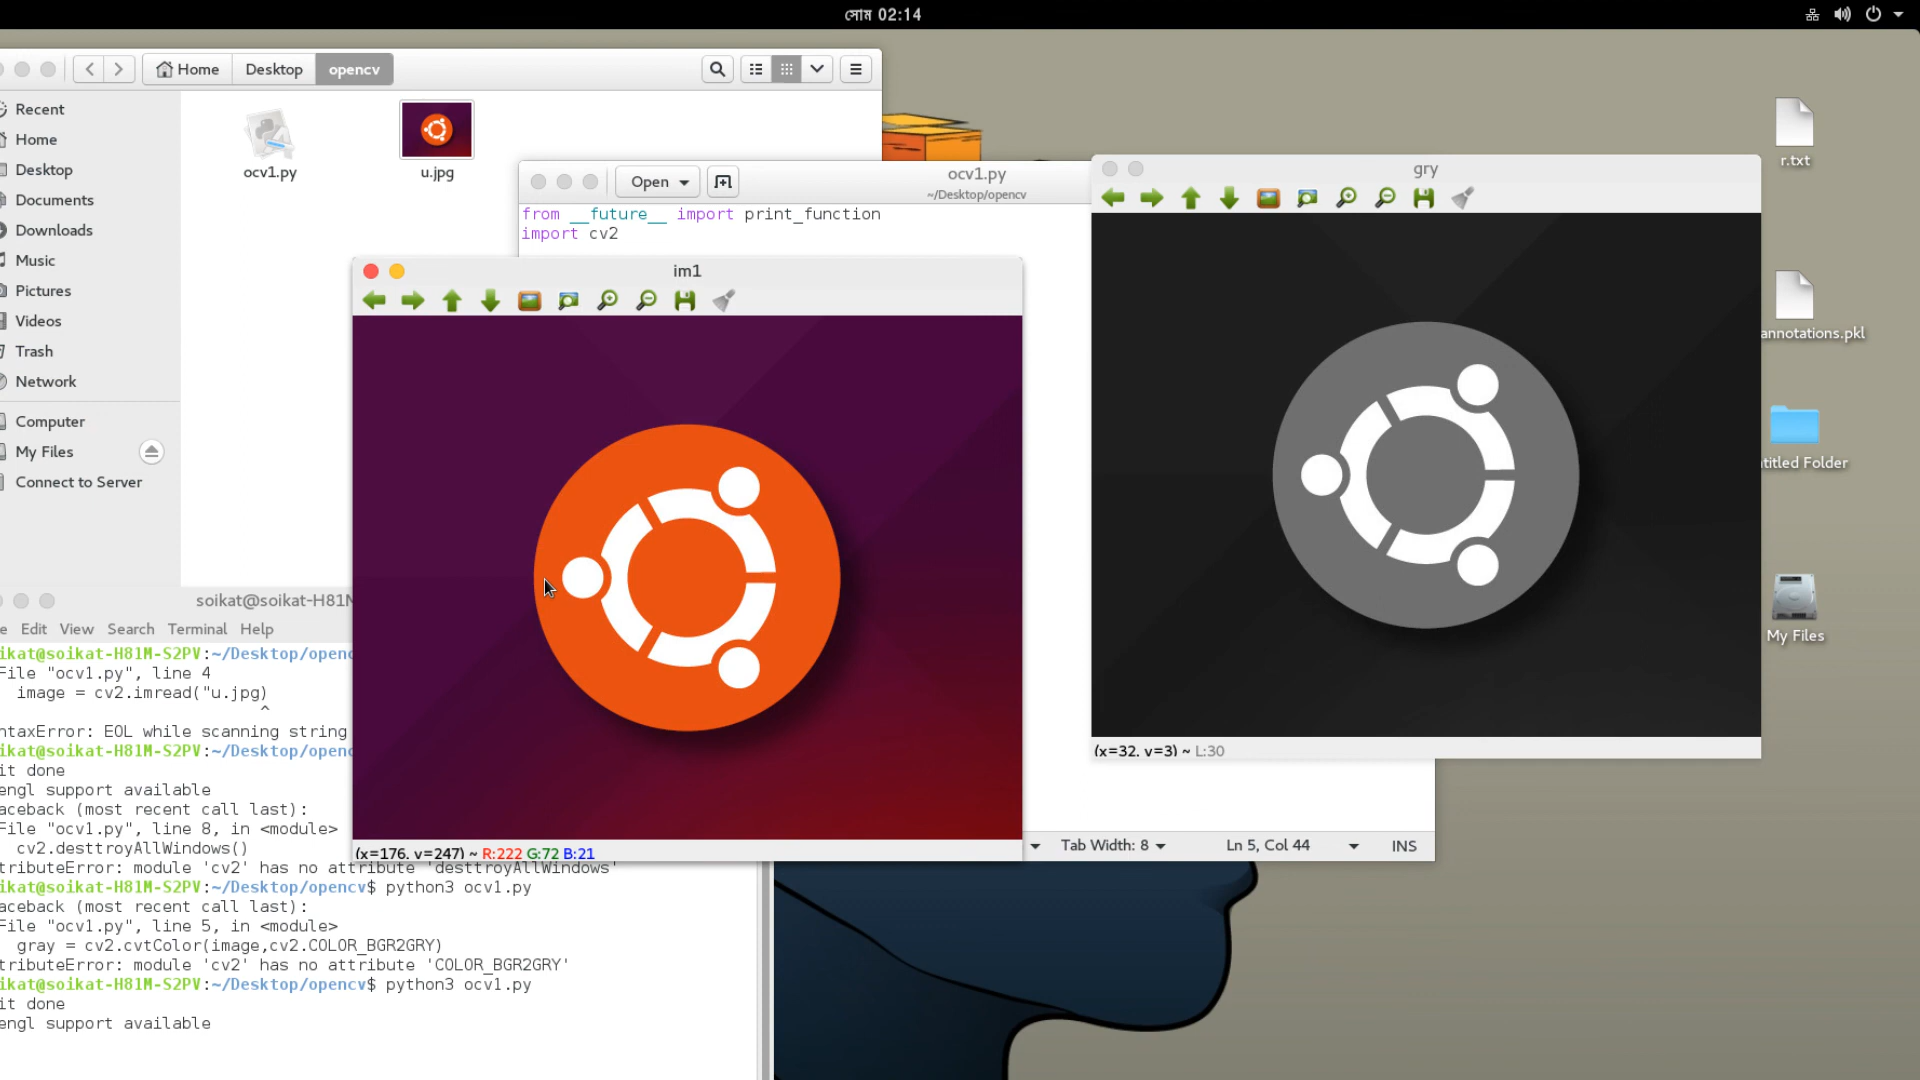 সোম 02:14
Home
Desktop
opencv
Recent
Home
Desktop
Documents
Downloads
Music
Pictures
Videos
Trash
Network
Computer
My Files
Connect to Server
ocv1.py
u.jpg
Open
ocv1.py
~/Desktop/opencv
from __future__ import print_function
import cv2
Tab Width: 8
Ln 5, Col 44
INS
im1
(x=176, y=247) ~ R:222 G:72 B:21
gry
(x=32, y=3) ~ L:30
r.txt
annotations.pkl
titled Folder
My Files
soikat@soikat-H81M
e Edit View Search Terminal Help
ikat@soikat-H81M-S2PV:~/Desktop/openc
File "ocv1.py", line 4
image = cv2.imread("u.jpg)
^
ntaxError: EOL while scanning string
ikat@soikat-H81M-S2PV:~/Desktop/openc
it done
engl support available
aceback (most recent call last):
File "ocv1.py", line 8, in <module>
cv2.desttroyAllWindows()
tributeError: module 'cv2' has no attribute 'desttroyAllWindows'
ikat@soikat-H81M-S2PV:~/Desktop/opencv$ python3 ocv1.py
aceback (most recent call last):
File "ocv1.py", line 5, in <module>
gray = cv2.cvtColor(image,cv2.COLOR_BGR2GRY)
tributeError: module 'cv2' has no attribute 'COLOR_BGR2GRY'
ikat@soikat-H81M-S2PV:~/Desktop/opencv$ python3 ocv1.py
it done
engl support available